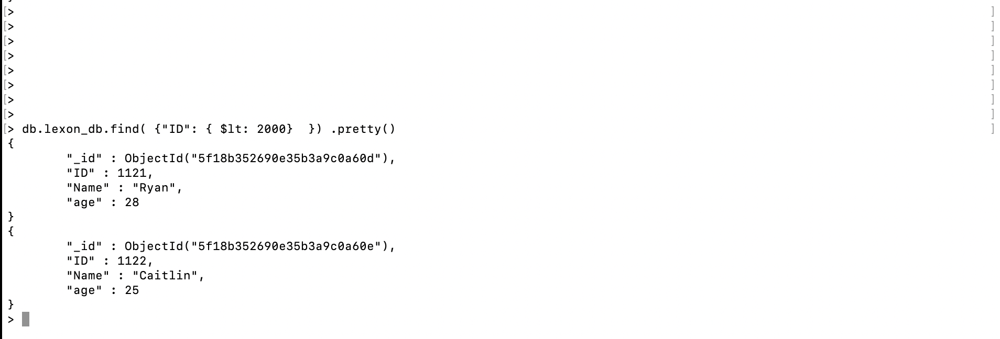 }
[>                                                                   ]
[>                                                                   ]
[>                                                                   ]
[>                                                                   ]
[>                                                                   ]
[>                                                                   ]
[>                                                                   ]
[>                                                                   ]
[> db.lexon_db.find( {"ID": { $lt: 2000}  }) .pretty()               ]
{
        "_id" : ObjectId("5f18b352690e35b3a9c0a60d"),
        "ID" : 1121,
        "Name" : "Ryan",
        "age" : 28
}
{
        "_id" : ObjectId("5f18b352690e35b3a9c0a60e"),
        "ID" : 1122,
        "Name" : "Caitlin",
        "age" : 25
}
>